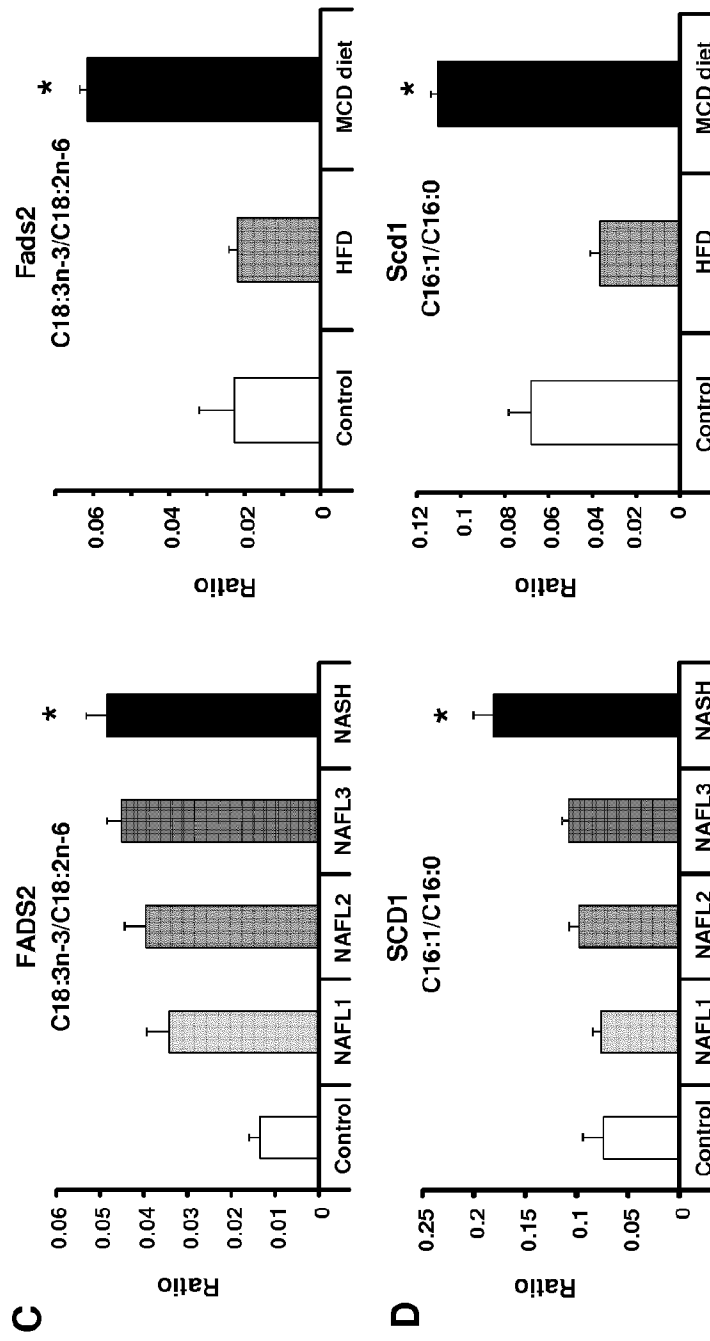 C
FADS2
C18:3n-3/C18:2n-6
Ratio
0.06
0.05
0.04
0.03
0.02
0.01
0
*
Control
NAFL1
NAFL2
NAFL3
NASH
Fads2
C18:3n-3/C18:2n-6
Ratio
0.06
0.04
0.02
0
*
Control
HFD
MCD diet
D
SCD1
C16:1/C16:0
Ratio
0.25
0.2
0.15
0.1
0.05
0
*
Control
NAFL1
NAFL2
NAFL3
NASH
Scd1
C16:1/C16:0
Ratio
0.12
0.1
0.08
0.06
0.04
0.02
0
*
Control
HFD
MCD diet